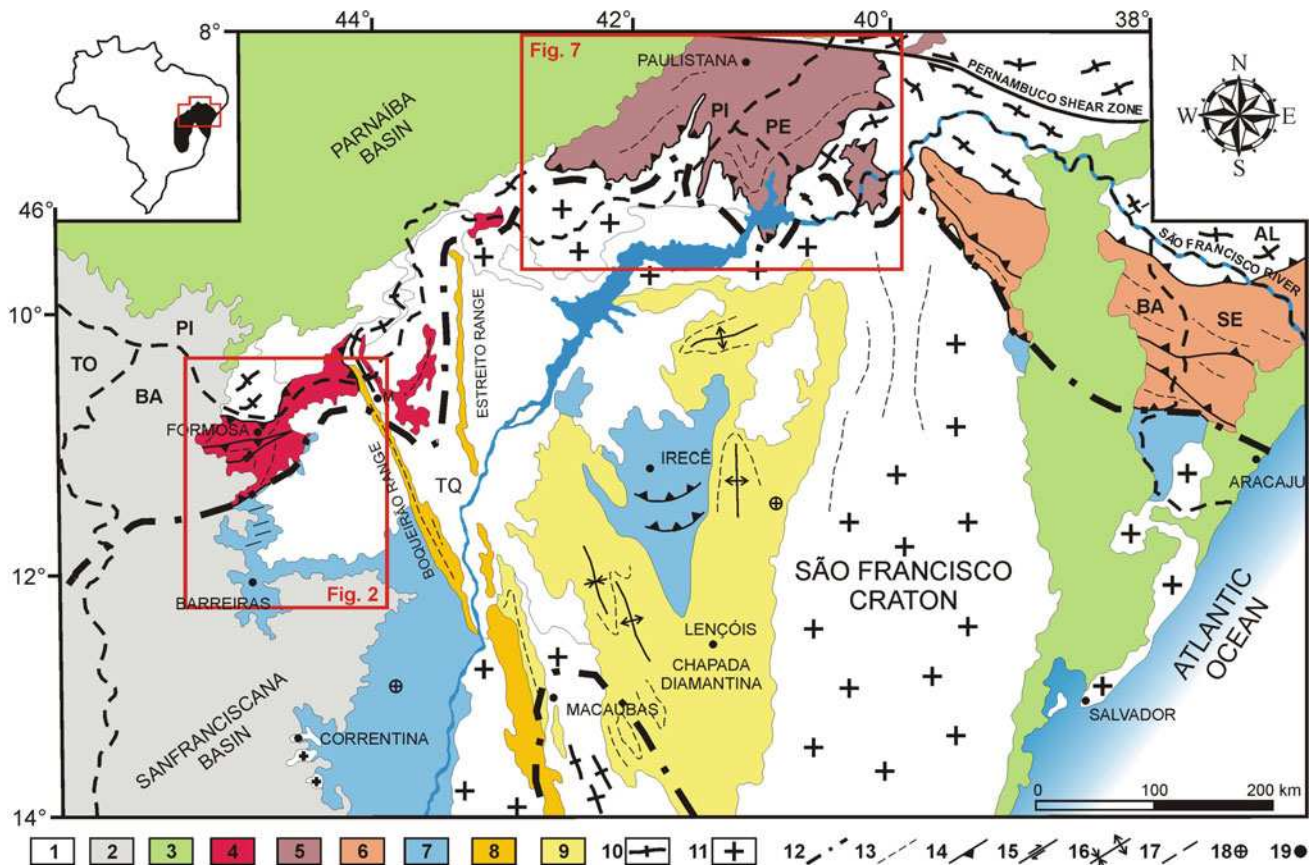 44°
42°
40°
38°
8°
Fig. 7
PAULISTANA
PERNAMBUCO SHEAR ZONE
N
W
E
S
PARNAÍBA
BASIN
PI
PE
46°
AL
SÃO FRANCISCO RIVER
10°
PI
TO
BA
ESTREITO RANGE
BA
SE
FORMOSA
M
IRECÊ
ARACAJU
BOQUEIRÃO RANGE
TQ
12°
BARREIRAS
Fig. 2
SÃO FRANCISCO
CRATON
LENÇÓIS
CHAPADA
DIAMANTINA
ATLANTIC
OCEAN
SANFRANCISCANA
BASIN
MACAÚBAS
SALVADOR
CORRENTINA
0 100 200 km
14°
1 2 3 4 5 6 7 8 9 10 11 12 13 14 15 16 17 18 19